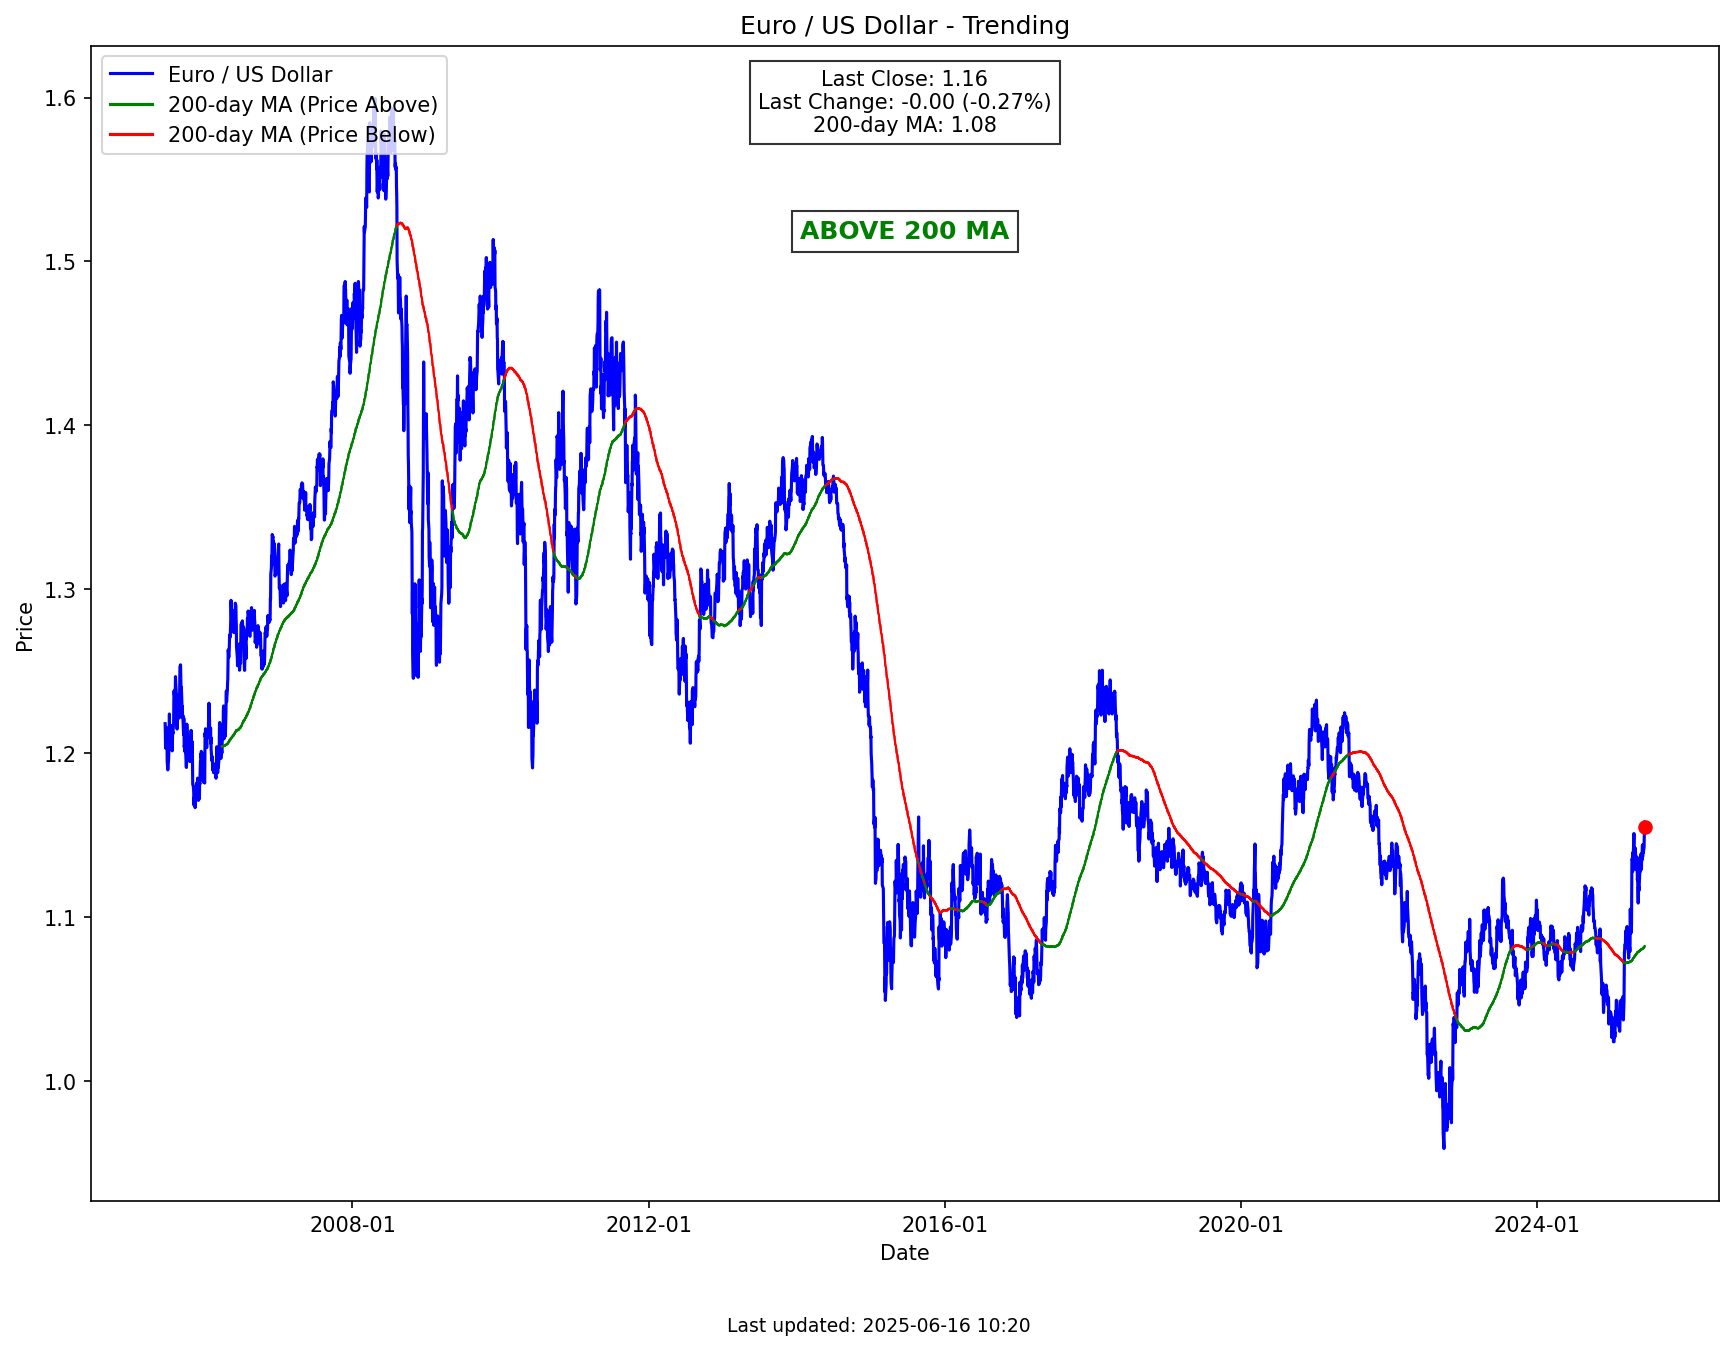 Euro / US Dollar - Trending
Euro / US Dollar
200-day MA (Price Above)
200-day MA (Price Below)
Last Close: 1.16
Last Change: -0.00 (-0.27%)
200-day MA: 1.08
ABOVE 200 MA
1.6
1.5
1.4
1.3
1.2
1.1
1.0
Price
2008-01
2012-01
2016-01
2020-01
2024-01
Date
Last updated: 2025-06-16 10:20